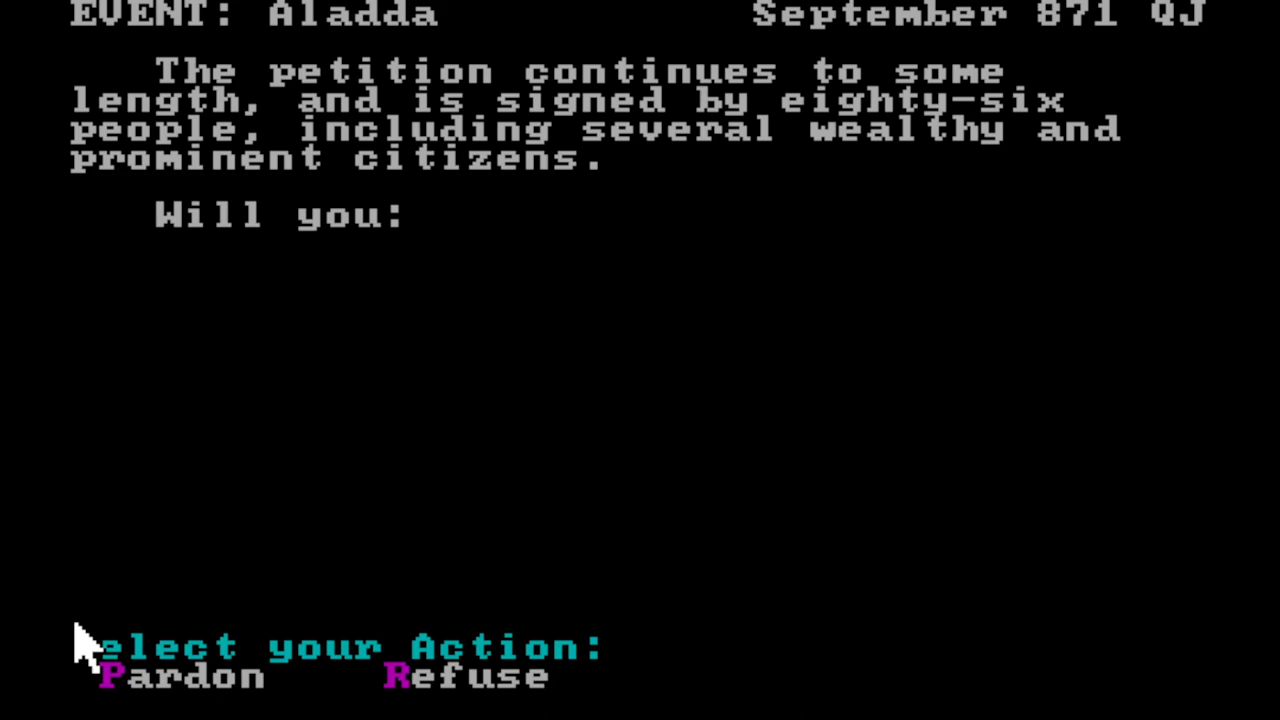 EVENT: Aladda September 871 QJ
The petition continues to some
length, and is signed by eighty-six
people, including several wealthy and
prominent citizens.
Will you:
elect your Action:
Pardon Refuse